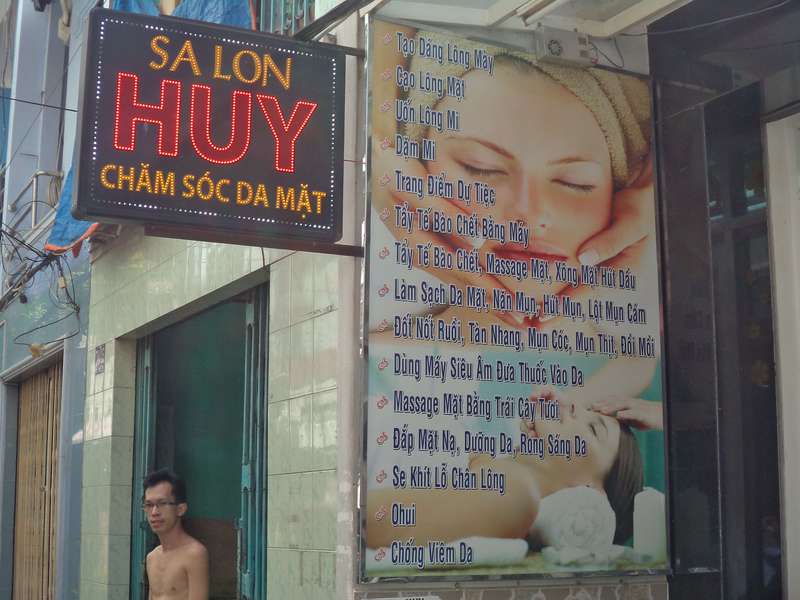 SALON
HUY
CHĂM SÓC DA MẶT
Tạo Dáng Lông Mày
Cạo Lông Mặt
Uốn Lông Mi
Dặm Mi
Trang Điểm Dự Tiệc
Tẩy Tế Bào Chết Bằng Máy
Tẩy Tế Bào Chết, Massage Mặt, Xông Mặt Hút Dầu
Làm Sạch Da Mặt, Nặn Mụn, Hút Mụn, Lột Mụn Cám
Đốt Nốt Ruồi, Tàn Nhang, Mụn Cóc, Mụn Thịt, Đồi Mồi
Dùng Máy Siêu Âm Đưa Thuốc Vào Da
Massage Mặt Bằng Trái Cây Tươi
Đắp Mặt Nạ, Dưỡng Da, Rông Sáng Da
Se Khít Lỗ Chân Lông
Ohui
Chống Viêm Da